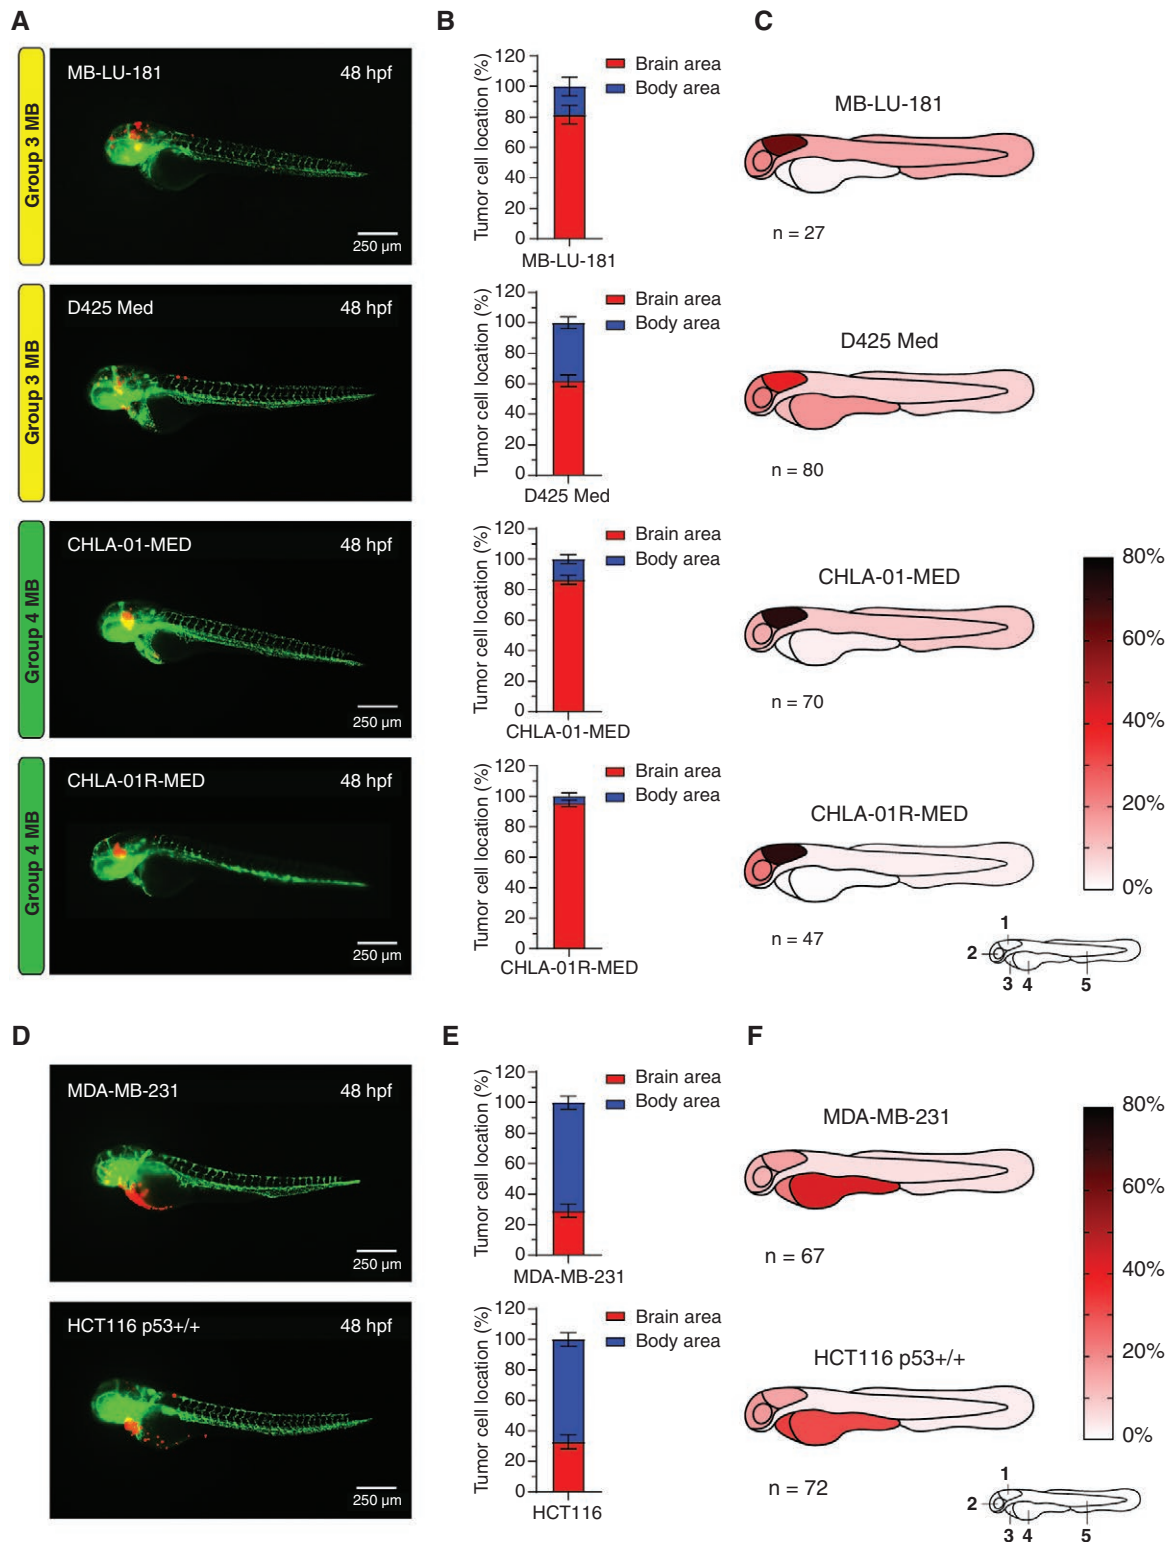 A
B
C
Group 3 MB
MB-LU-181
48 hpf
250 µm
Tumor cell location (%)
120
100
80
60
40
20
0
Brain area
Body area
MB-LU-181
MB-LU-181
n = 27
Group 3 MB
D425 Med
48 hpf
Tumor cell location (%)
120
100
80
60
40
20
0
Brain area
Body area
D425 Med
D425 Med
n = 80
Group 4 MB
CHLA-01-MED
48 hpf
250 µm
Tumor cell location (%)
120
100
80
60
40
20
0
Brain area
Body area
CHLA-01-MED
CHLA-01-MED
n = 70
Group 4 MB
CHLA-01R-MED
48 hpf
250 µm
Tumor cell location (%)
120
100
80
60
40
20
0
Brain area
Body area
CHLA-01R-MED
CHLA-01R-MED
n = 47
80%
60%
40%
20%
0%
1
2
3 4 5
D
E
F
MDA-MB-231
48 hpf
250 µm
Tumor cell location (%)
120
100
80
60
40
20
0
Brain area
Body area
MDA-MB-231
MDA-MB-231
n = 67
HCT116 p53+/+
48 hpf
250 µm
Tumor cell location (%)
120
100
80
60
40
20
0
Brain area
Body area
HCT116
HCT116 p53+/+
n = 72
80%
60%
40%
20%
0%
1
2
3 4 5